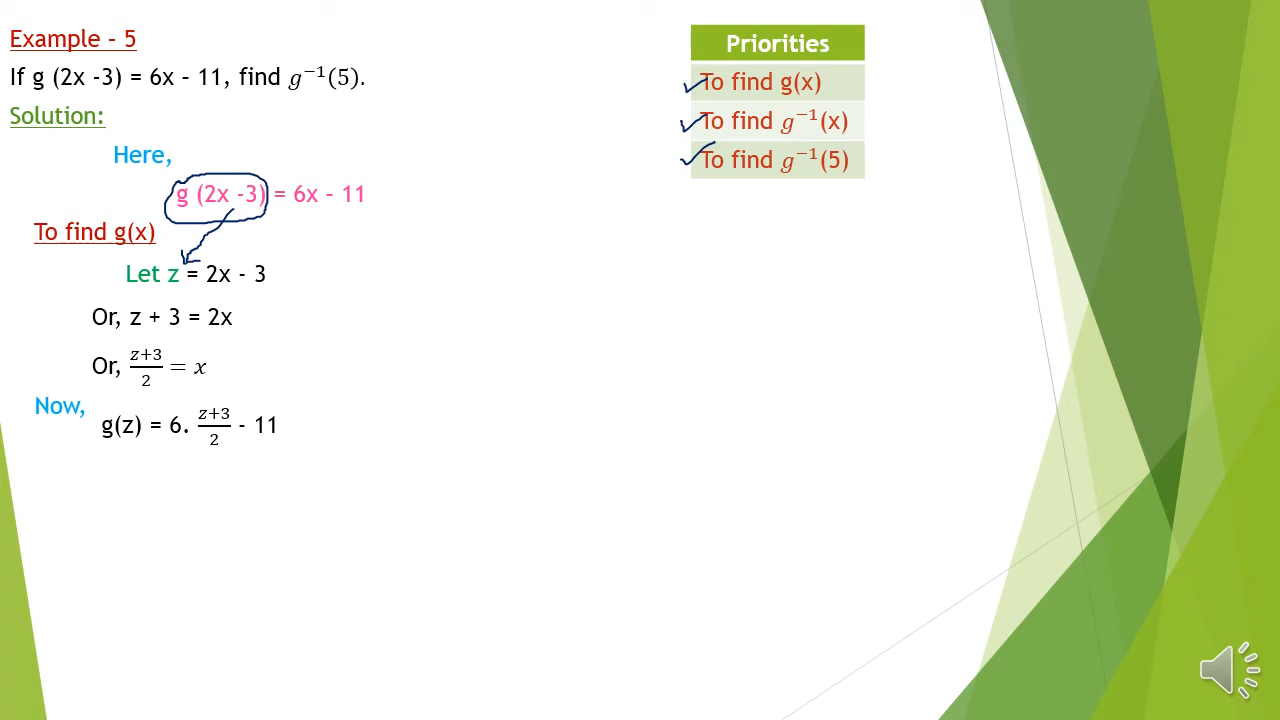 Example – 5
If g (2x -3) = 6x – 11, find 𝑔⁻¹(5).
Solution:
Here,
g (2x -3) = 6x – 11
To find g(x)
Let z = 2x - 3
Or, z + 3 = 2x
Or, (z+3)/2 = 𝑥
Now,
g(z) = 6. (z+3)/2 - 11
Priorities
To find g(x)
To find 𝑔⁻¹(x)
To find 𝑔⁻¹(5)